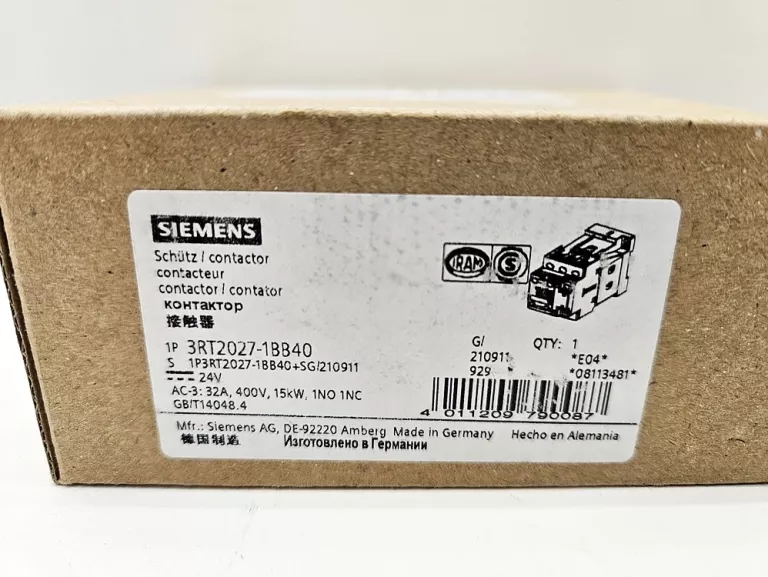 SIEMENS
Schütz / contactor
contacteur
contactor / contator
контактор
接触器
IRAM S
1P 3RT2027-1BB40
S 1P3RT2027-1BB40+SG/210911
24V
AC-3: 32A, 400V, 15kW, 1NO 1NC
GB/T14048.4
G/ QTY: 1
210911 *E04*
929 *08113481*
4 011209 790087
Mfr.: Siemens AG, DE-92220 Amberg Made in Germany Hecho en Alemania
德国制造 Изготовлено в Германии